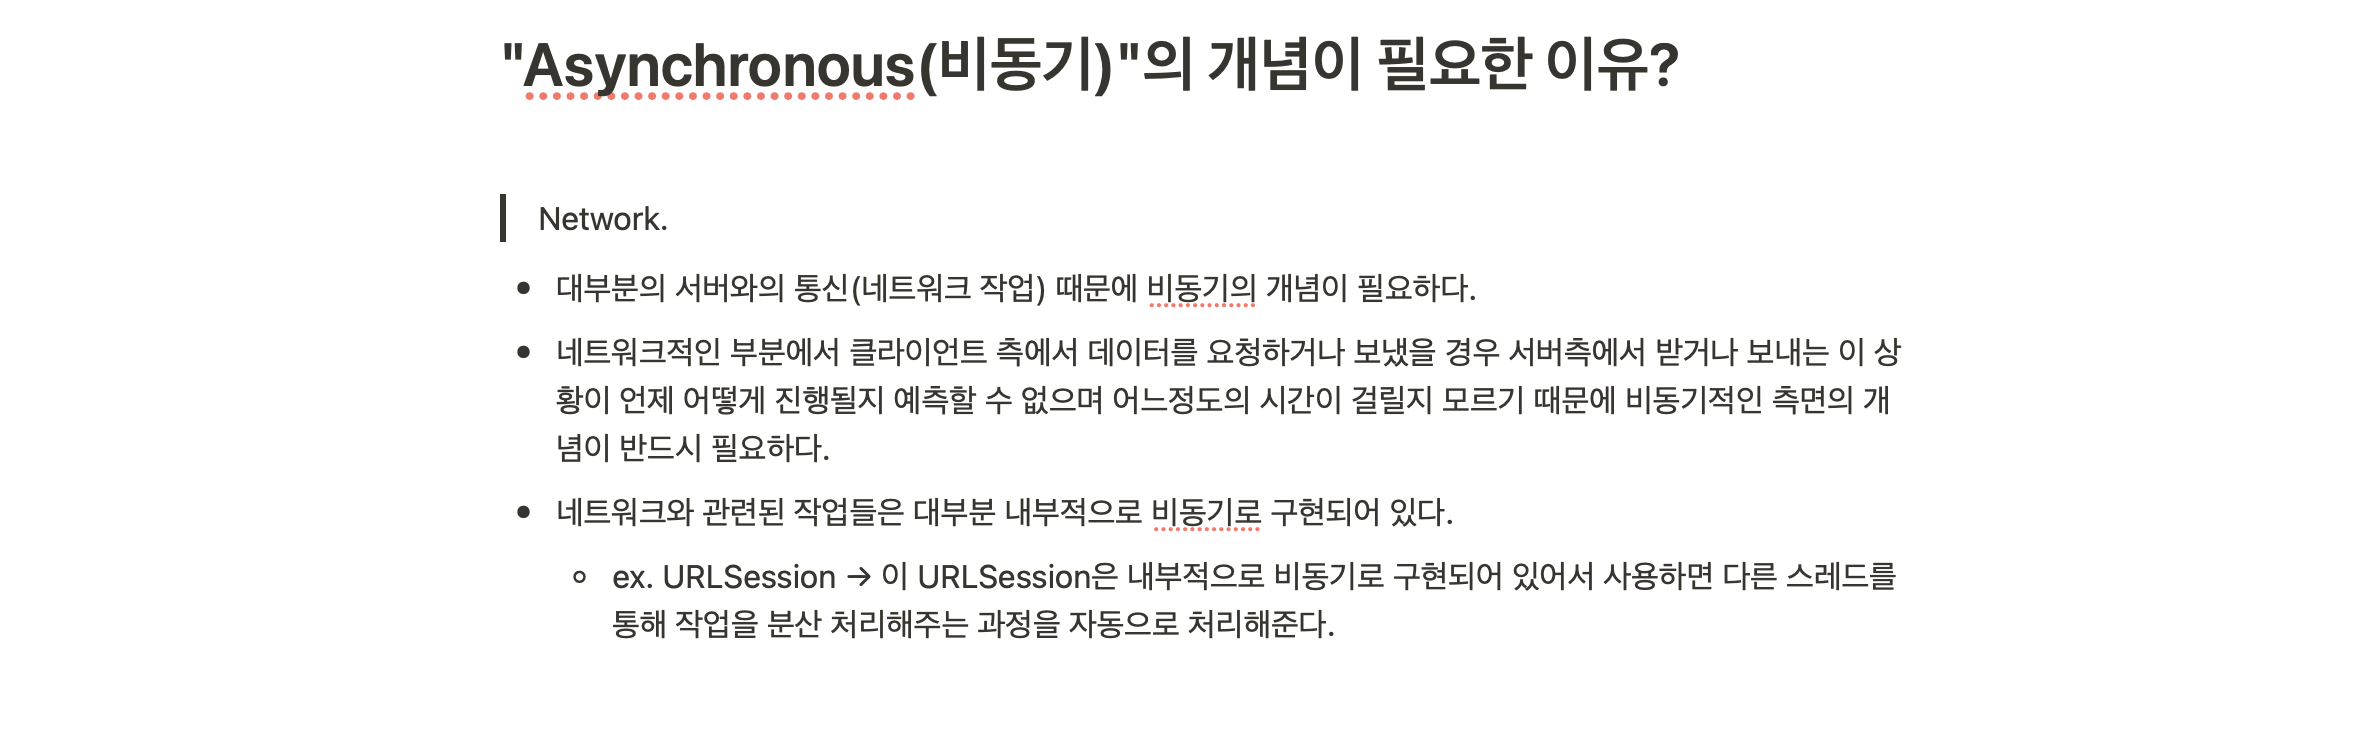 "Asynchronous(비동기)"의 개념이 필요한 이유?
Network.
• 대부분의 서버와의 통신(네트워크 작업) 때문에 비동기의 개념이 필요하다.
• 네트워크적인 부분에서 클라이언트 측에서 데이터를 요청하거나 보냈을 경우 서버측에서 받거나 보내는 이 상
황이 언제 어떻게 진행될지 예측할 수 없으며 어느정도의 시간이 걸릴지 모르기 때문에 비동기적인 측면의 개
념이 반드시 필요하다.
• 네트워크와 관련된 작업들은 대부분 내부적으로 비동기로 구현되어 있다.
◦ ex. URLSession → 이 URLSession은 내부적으로 비동기로 구현되어 있어서 사용하면 다른 스레드를
통해 작업을 분산 처리해주는 과정을 자동으로 처리해준다.